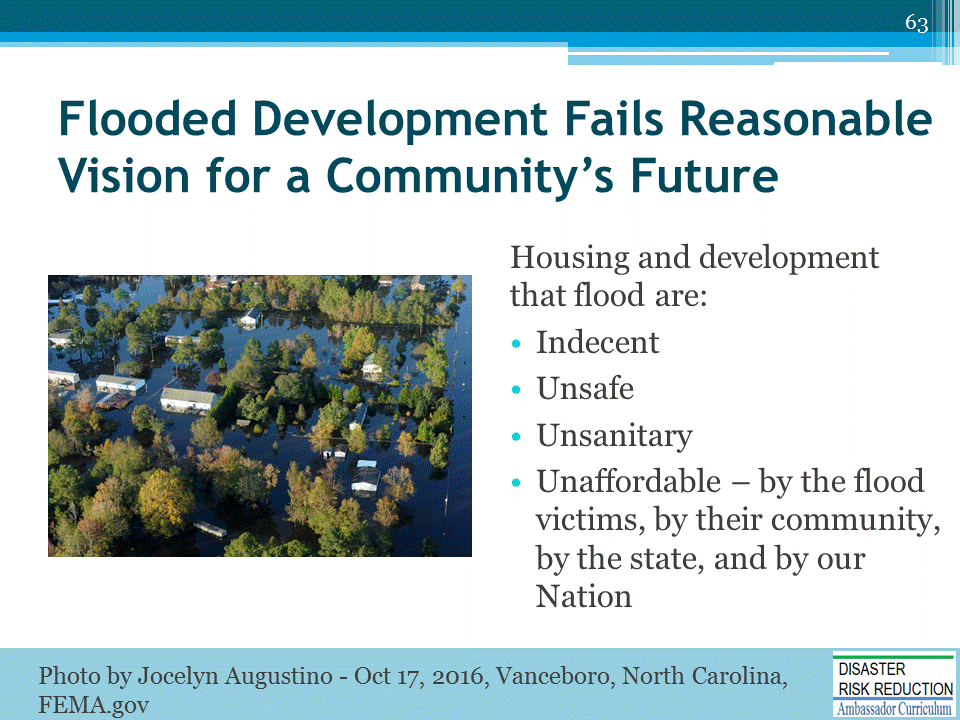 63
Flooded Development Fails Reasonable
Vision for a Community’s Future
Housing and development
that flood are:
• Indecent
• Unsafe
• Unsanitary
• Unaffordable – by the flood
victims, by their community,
by the state, and by our
Nation
Photo by Jocelyn Augustino - Oct 17, 2016, Vanceboro, North Carolina,
FEMA.gov
DISASTER
RISK REDUCTION
Ambassador Curriculum